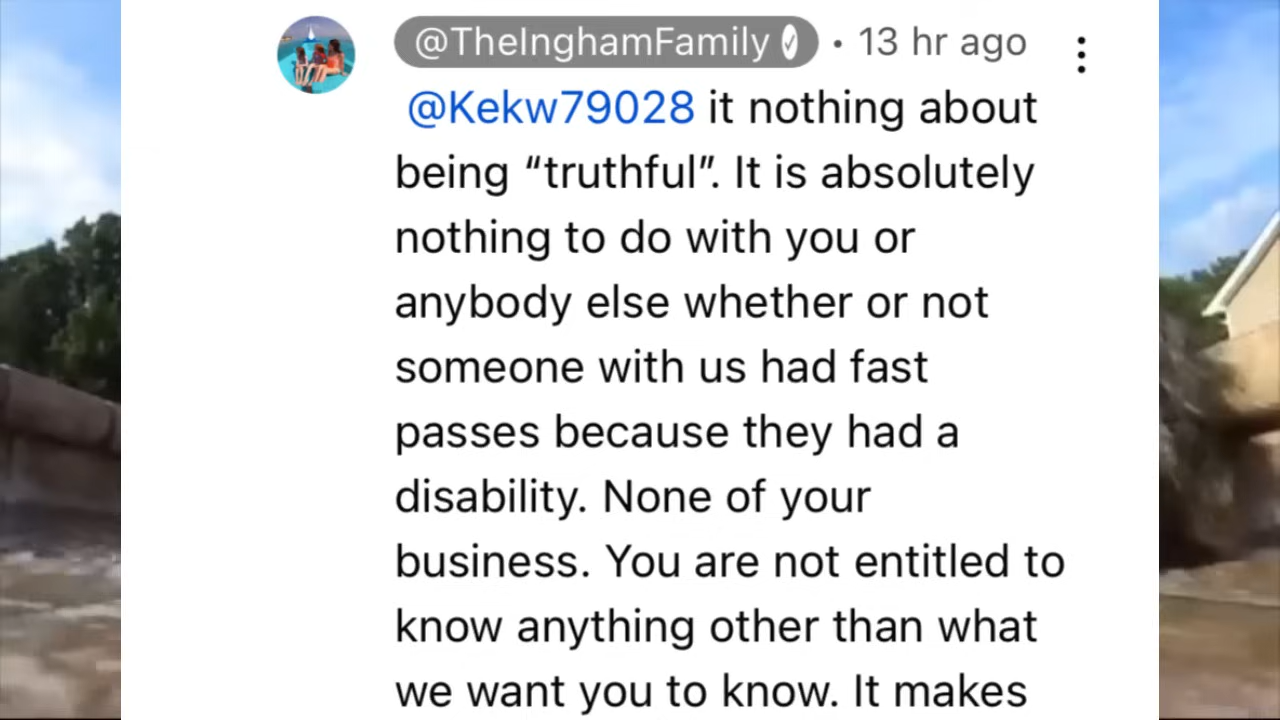 @TheInghamFamily • 13 hr ago
@Kekw79028 it nothing about
being “truthful”. It is absolutely
nothing to do with you or
anybody else whether or not
someone with us had fast
passes because they had a
disability. None of your
business. You are not entitled to
know anything other than what
we want you to know. It makes